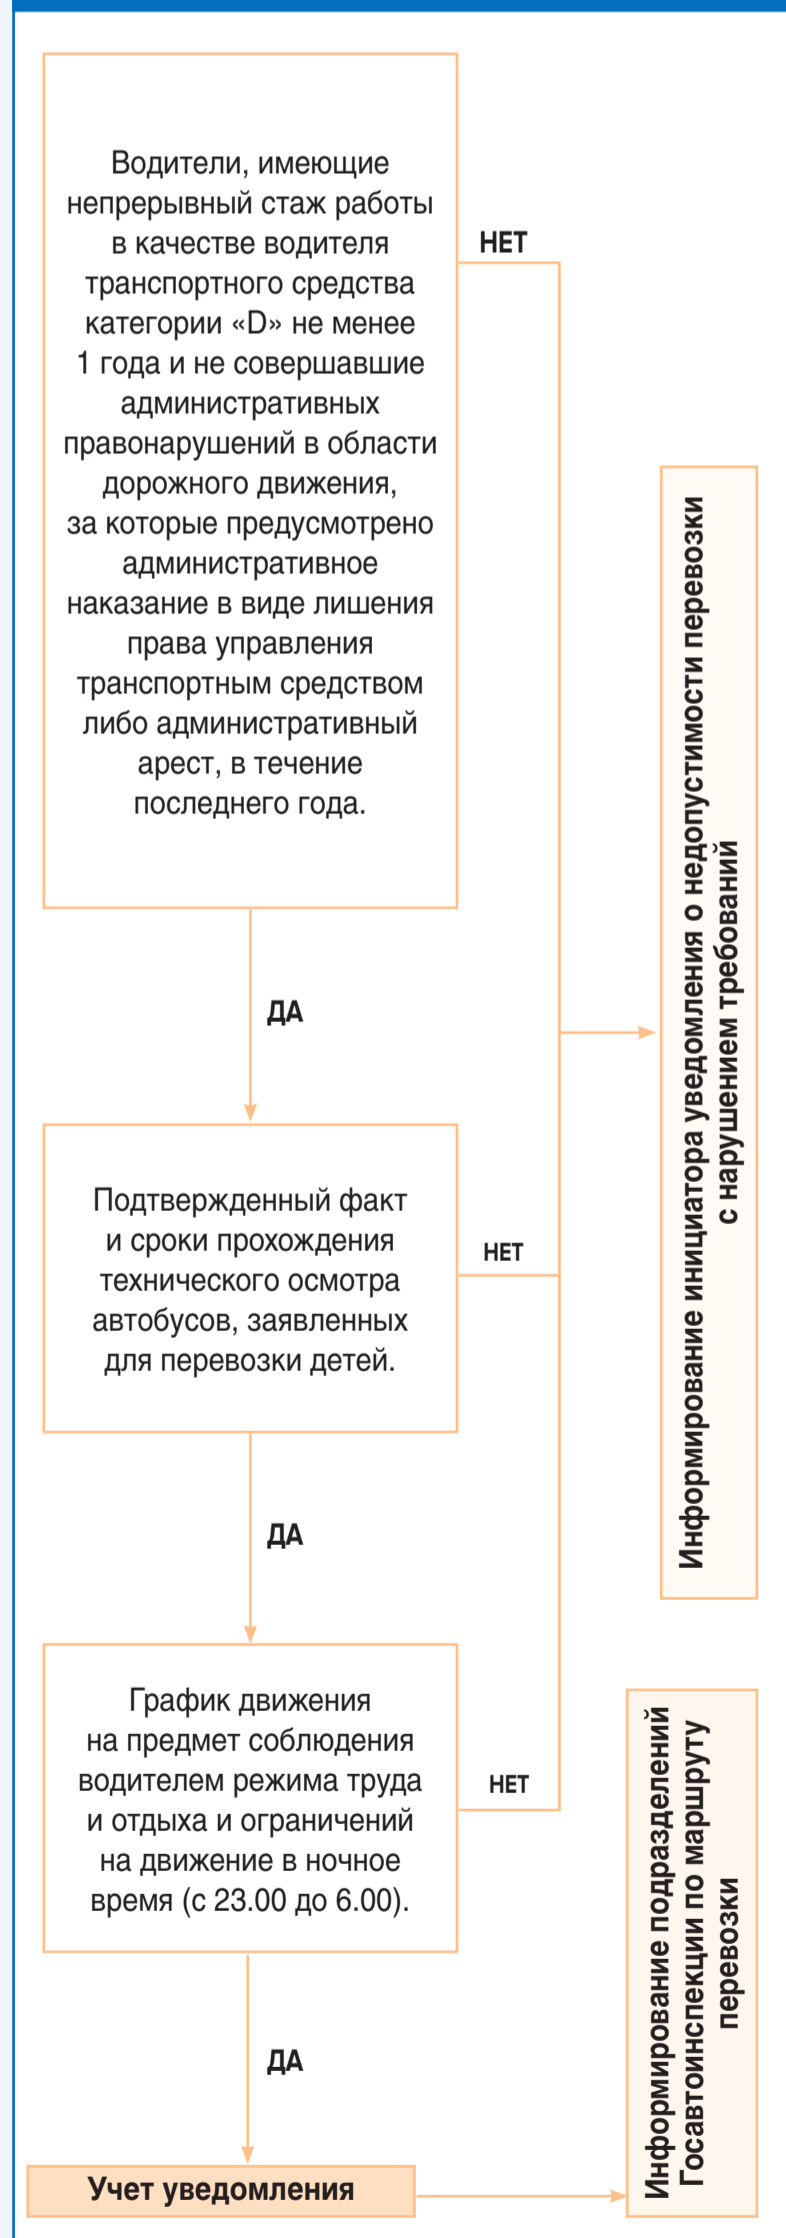 Водители, имеющие
непрерывный стаж работы
в качестве водителя
транспортного средства
категории «D» не менее
1 года и не совершавшие
административных
правонарушений в области
дорожного движения,
за которые предусмотрено
административное
наказание в виде лишения
права управления
транспортным средством
либо административный
арест, в течение
последнего года.
НЕТ
ДА
Подтвержденный факт
и сроки прохождения
технического осмотра
автобусов, заявленных
для перевозки детей.
НЕТ
Информирование инициатора уведомления о недопустимости перевозки
с нарушением требований
ДА
График движения
на предмет соблюдения
водителем режима труда
и отдыха и ограничений
на движение в ночное
время (с 23.00 до 6.00).
НЕТ
ДА
Учет уведомления
Информирование подразделений
Госавтоинспекции по маршруту
перевозки